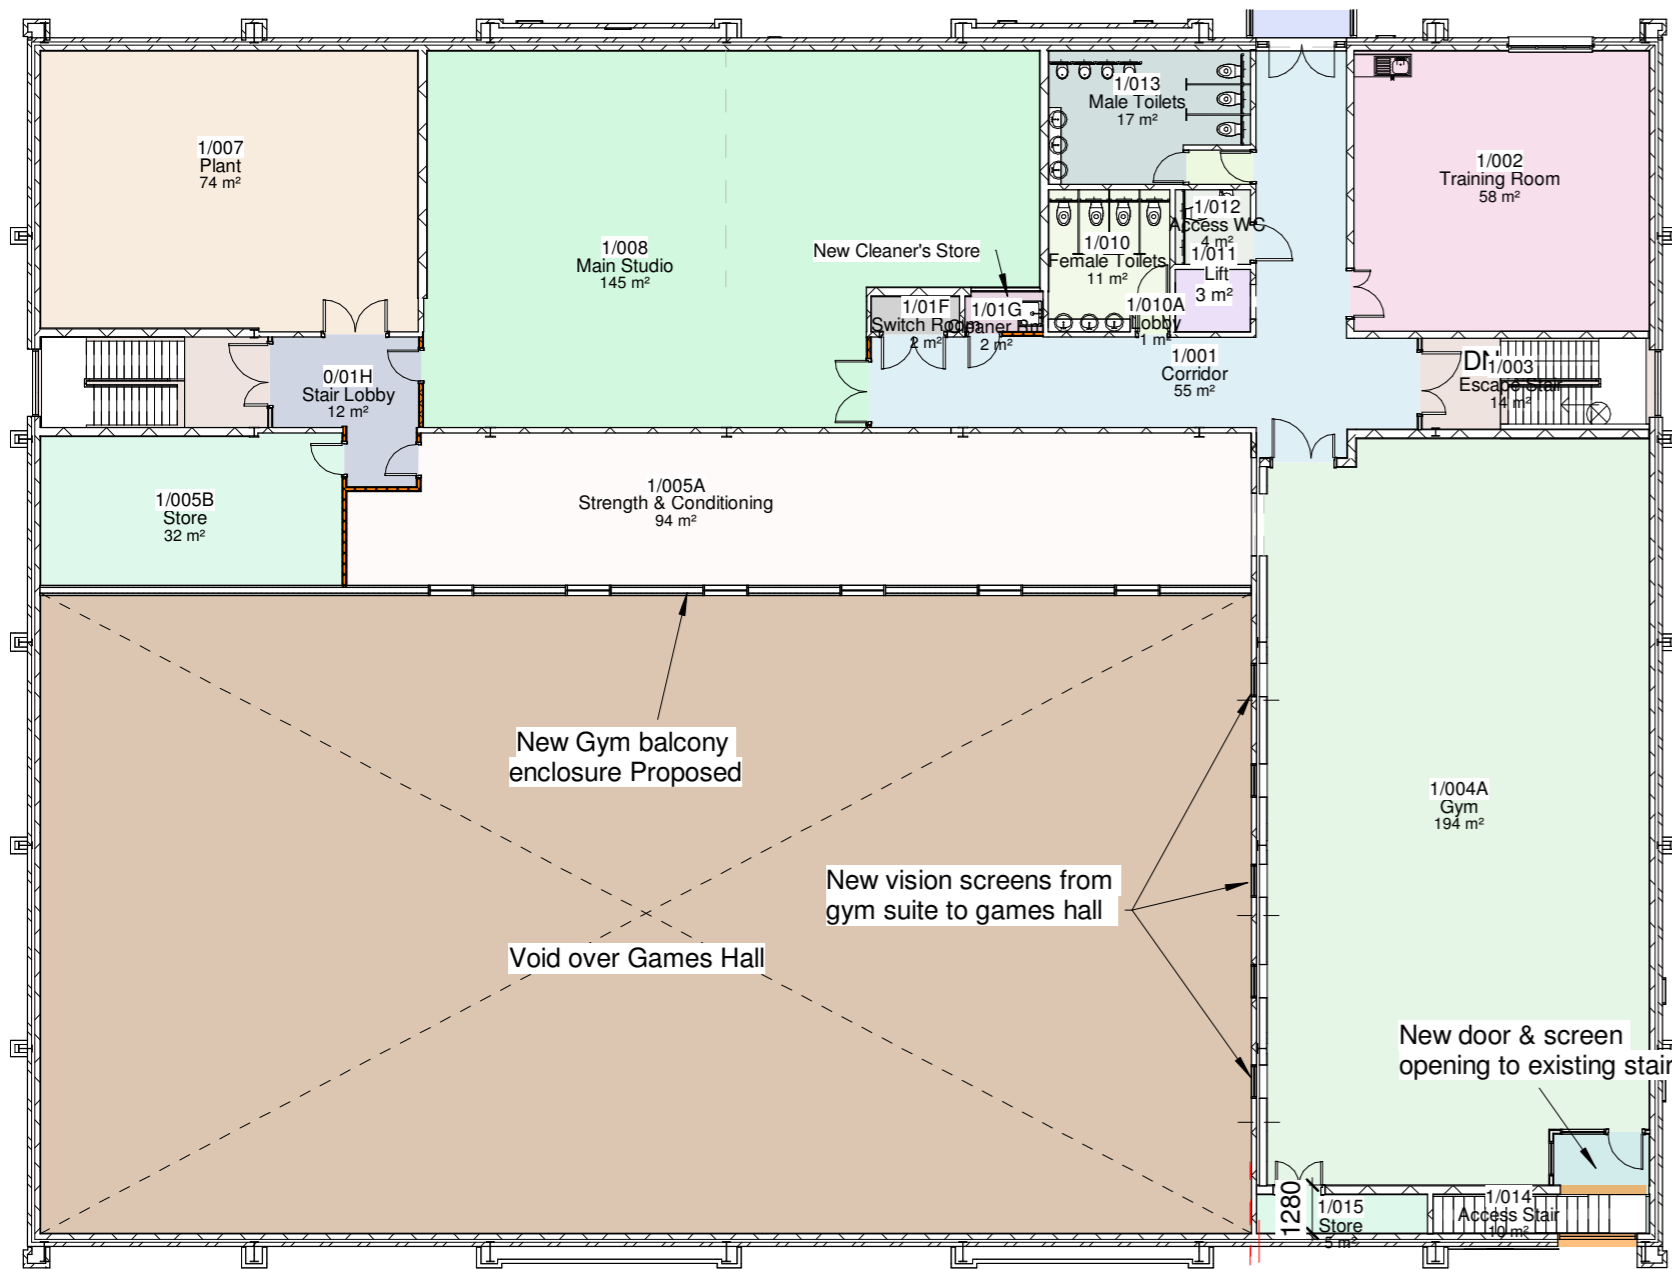 1/007
Plant
74 m²
1/008
Main Studio
145 m²
New Cleaner's Store
1/013
Male Toilets
17 m²
1/002
Training Room
58 m²
1/012
Access WC
4 m²
1/010
Female Toilets
11 m²
1/011
Lift
3 m²
1/010A
Lobby
1 m²
1/01F
Switch Room
2 m²
1/01G
Cleaner Rm
2 m²
1/001
Corridor
55 m²
DN
1/003
Escape Stair
14 m²
0/01H
Stair Lobby
12 m²
1/005B
Store
32 m²
1/005A
Strength & Conditioning
94 m²
New Gym balcony
enclosure Proposed
1/004A
Gym
194 m²
New vision screens from
gym suite to games hall
Void over Games Hall
New door & screen
opening to existing stair
1280
1/015
Store
5 m²
1/014
Access Stair
10 m²